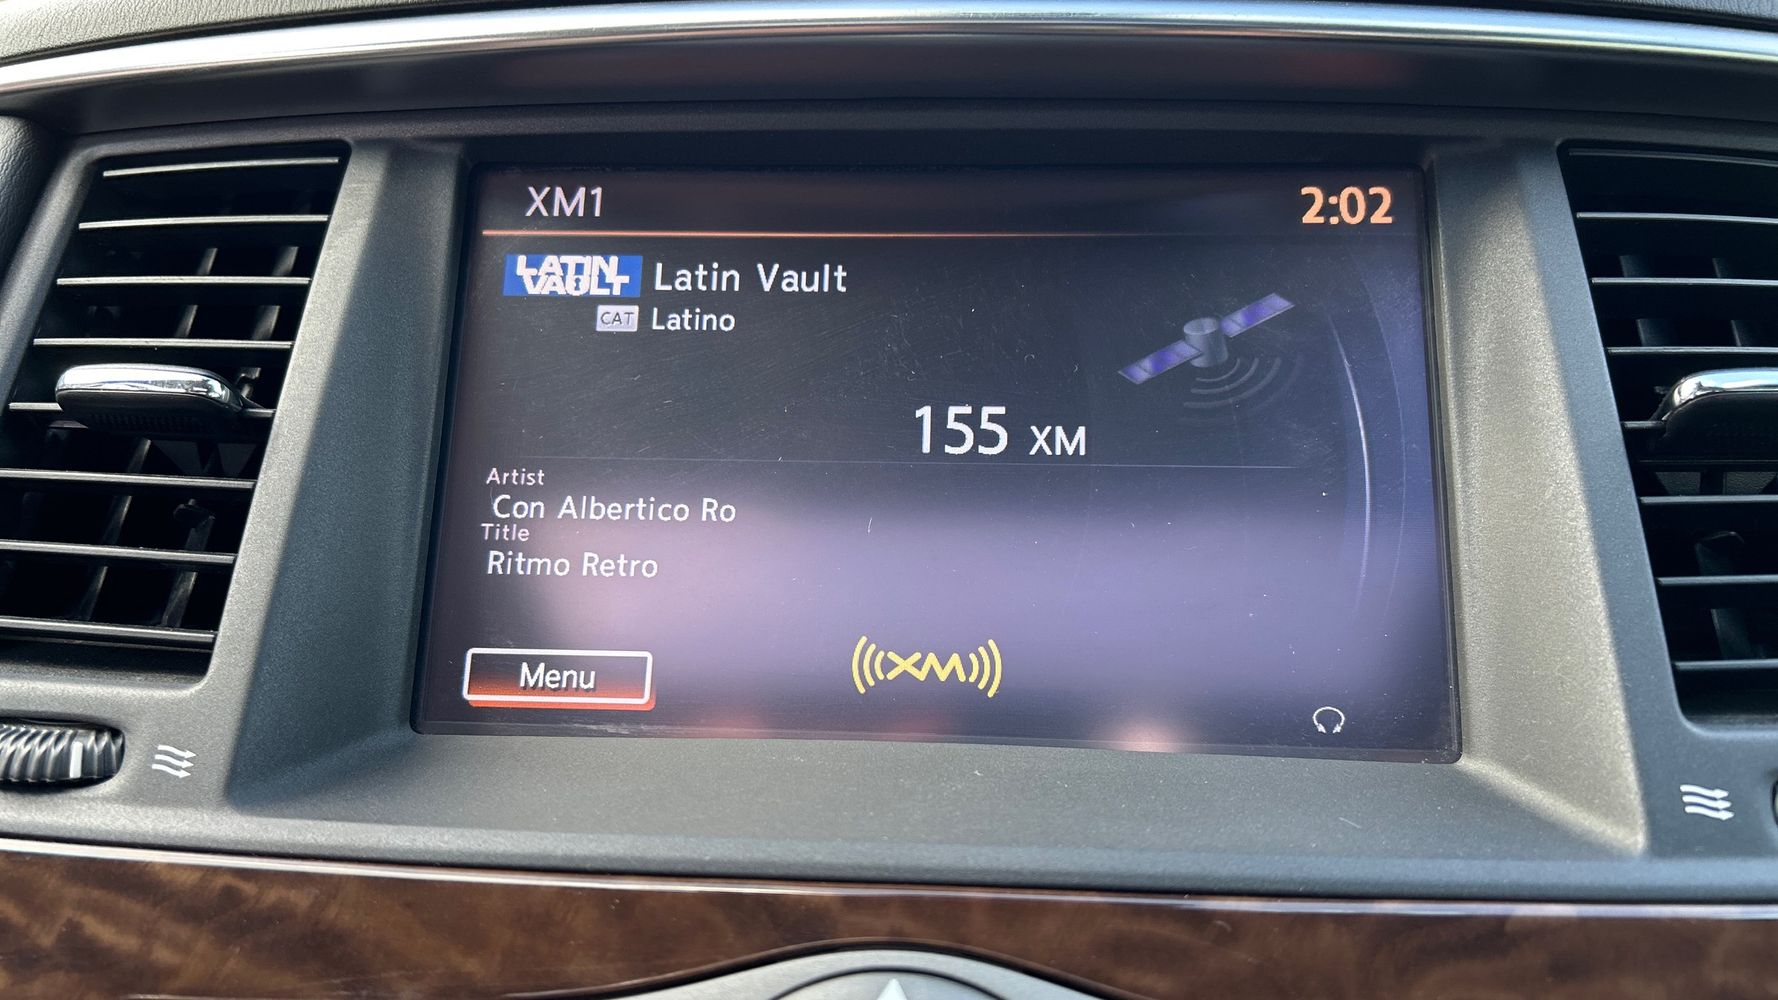 XM1
2:02
LATIN VAULT
Latin Vault
CAT Latino
155 XM
Artist
Con Albertico Ro
Title
Ritmo Retro
Menu
XM